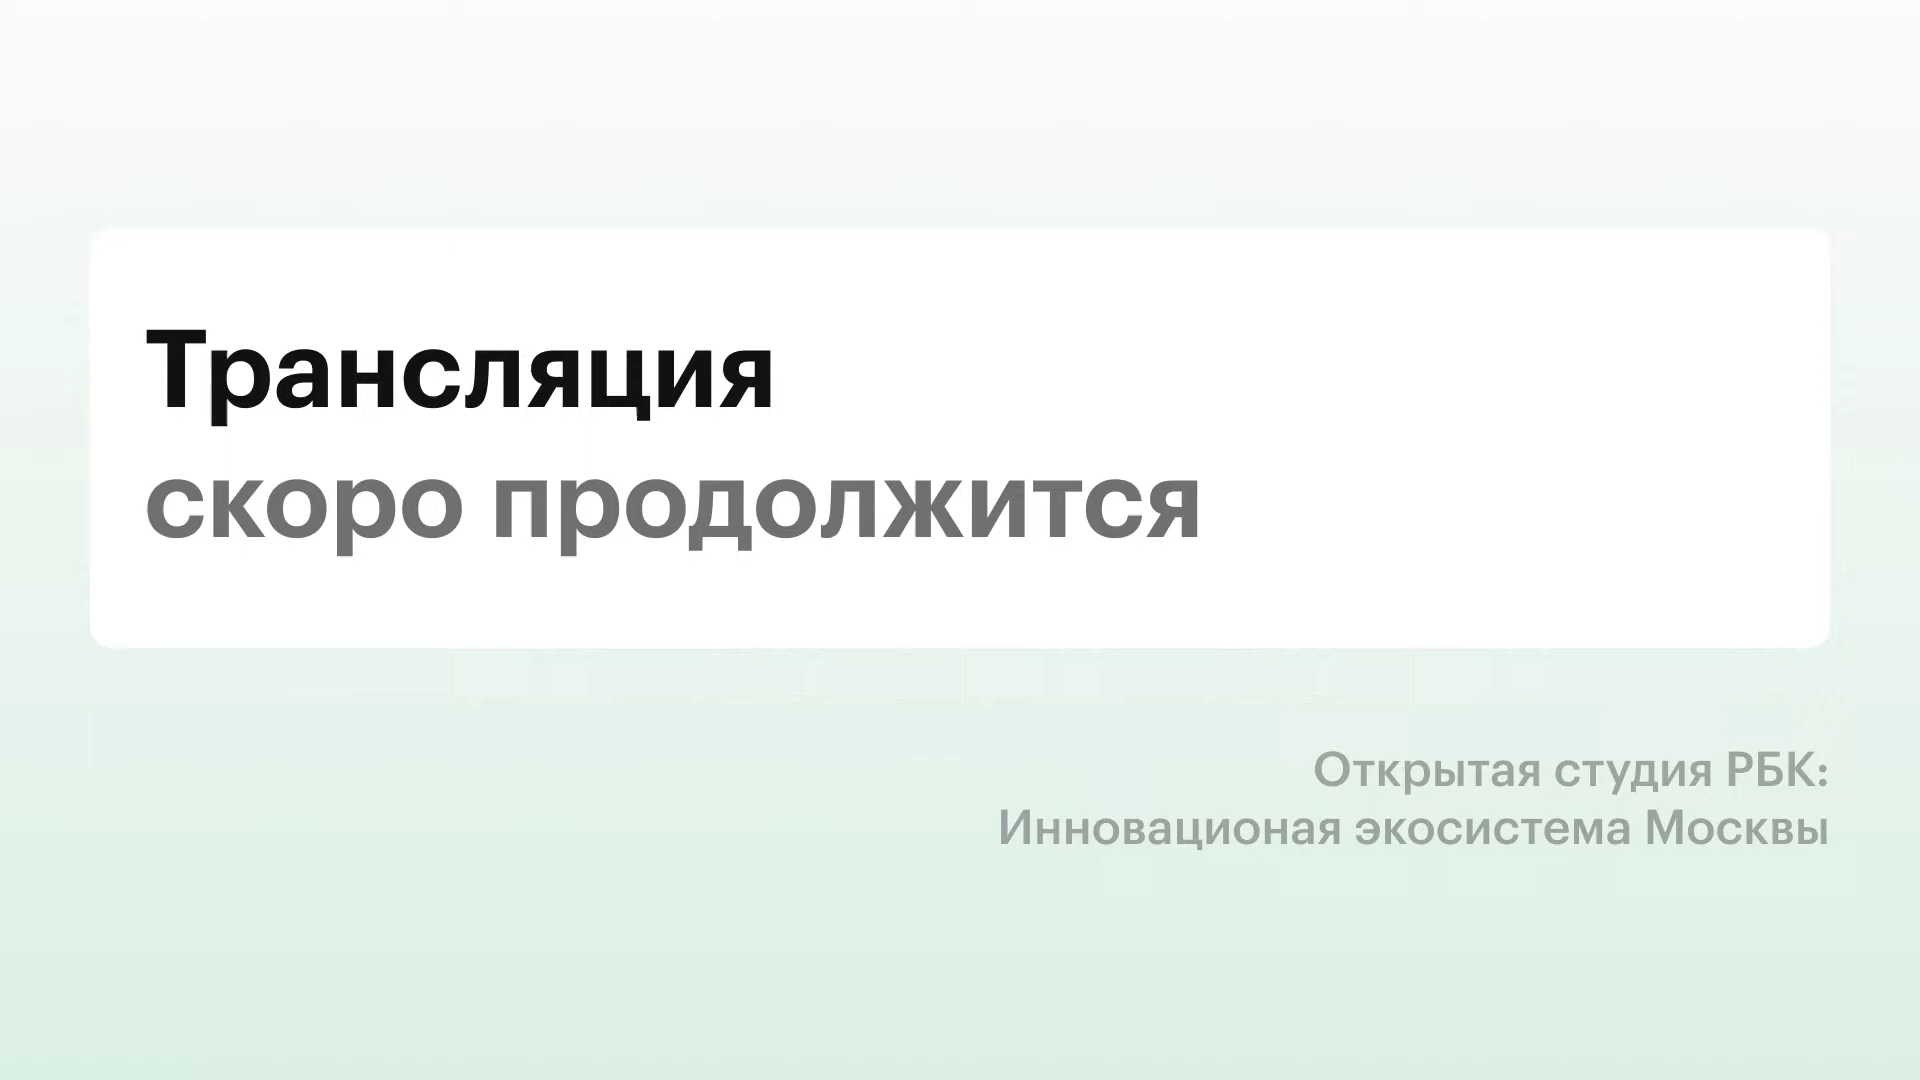 Трансляция
скоро продолжится
Открытая студия РБК:
Инновационая экосистема Москвы